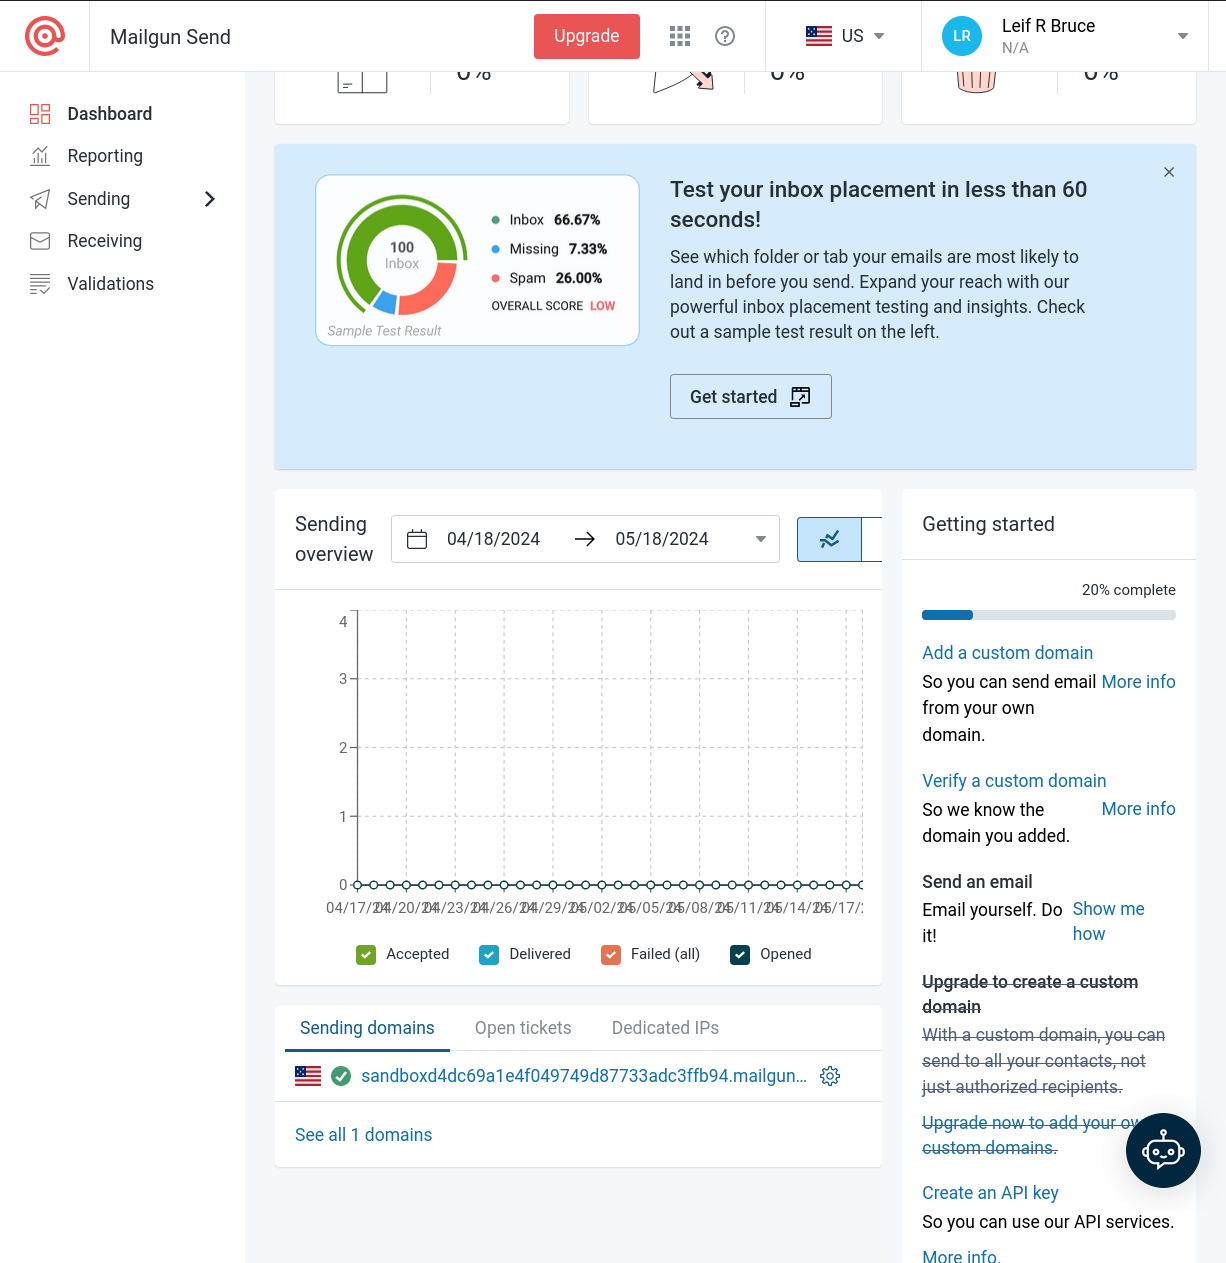 Mailgun Send
Upgrade
US
LR
Leif R Bruce
N/A
Dashboard
Reporting
Sending
Receiving
Validations
0%
0%
0%
100
Inbox
Inbox 66.67%
Missing 7.33%
Spam 26.00%
OVERALL SCORE LOW
Sample Test Result
Test your inbox placement in less than 60
seconds!
See which folder or tab your emails are most likely to
land in before you send. Expand your reach with our
powerful inbox placement testing and insights. Check
out a sample test result on the left.
Get started
Sending
overview
04/18/2024
05/18/2024
4
3
2
1
0
04/17/24
04/20/24
04/23/24
04/26/24
04/29/24
05/02/24
05/05/24
05/08/24
05/11/24
05/14/24
05/17/2
Accepted
Delivered
Failed (all)
Opened
Sending domains
Open tickets
Dedicated IPs
sandboxd4dc69a1e4f049749d87733adc3ffb94.mailgun...
See all 1 domains
Getting started
20% complete
Add a custom domain
So you can send email More info
from your own
domain.
Verify a custom domain
So we know the More info
domain you added.
Send an email
Email yourself. Do Show me
it! how
Upgrade to create a custom
domain
With a custom domain, you can
send to all your contacts, not
just authorized recipients.
Upgrade now to add your ow
custom domains.
Create an API key
So you can use our API services.
More info.